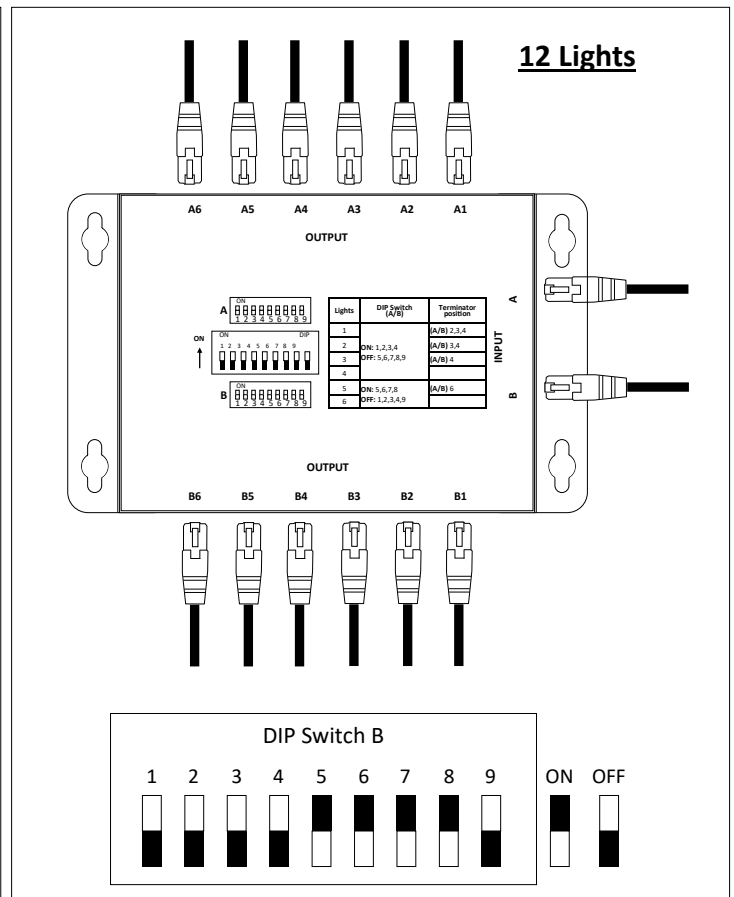 12 Lights
A6 A5 A4 A3 A2 A1
OUTPUT
A
ON
1 2 3 4 5 6 7 8 9
ON
ON DIP
1 2 3 4 5 6 7 8 9
B
ON
1 2 3 4 5 6 7 8 9
Lights DIP Switch (A/B) Terminator position
1 (A/B) 2,3,4
2 ON: 1,2,3,4 (A/B) 3,4
3 OFF: 5,6,7,8,9 (A/B) 4
4
5 ON: 5,6,7,8 (A/B) 6
6 OFF: 1,2,3,4,9
A
INPUT
B
OUTPUT
B6 B5 B4 B3 B2 B1
DIP Switch B
1 2 3 4 5 6 7 8 9 ON OFF